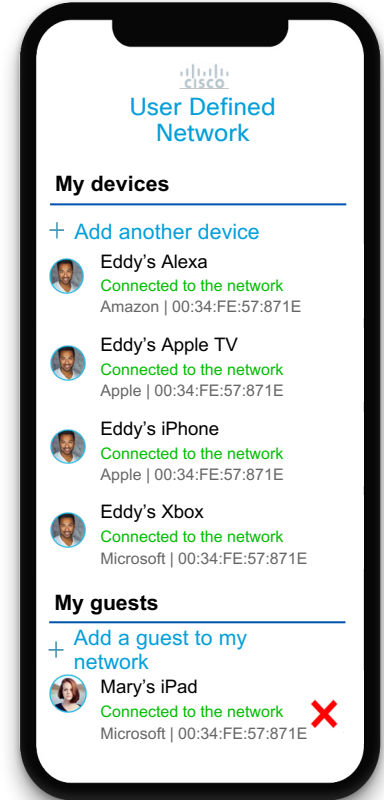 CISCO
User Defined
Network
My devices
+ Add another device
Eddy's Alexa
Connected to the network
Amazon | 00:34:FE:57:871E
Eddy's Apple TV
Connected to the network
Apple | 00:34:FE:57:871E
Eddy's iPhone
Connected to the network
Apple | 00:34:FE:57:871E
Eddy's Xbox
Connected to the network
Microsoft | 00:34:FE:57:871E
My guests
+ Add a guest to my
network
Mary's iPad
Connected to the network
Microsoft | 00:34:FE:57:871E